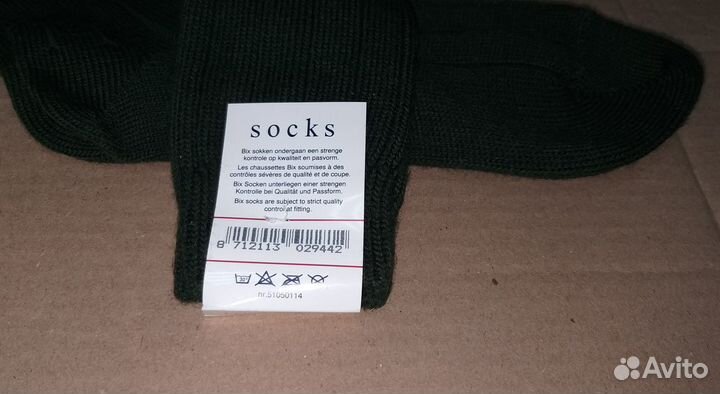 socks
Bix sokken ondergaan een strenge
kontrole op kwaliteit en pasvorm.
Les chaussettes Bix soumises à des
contrôles sévères de qualité et de coupe.
Bix Socken unterliegen einer strengen
Kontrolle bei Qualität und Passform.
Bix socks are subject to strict quality
control at fitting.
8 712113 029442
30°
nr.51050114
Avito